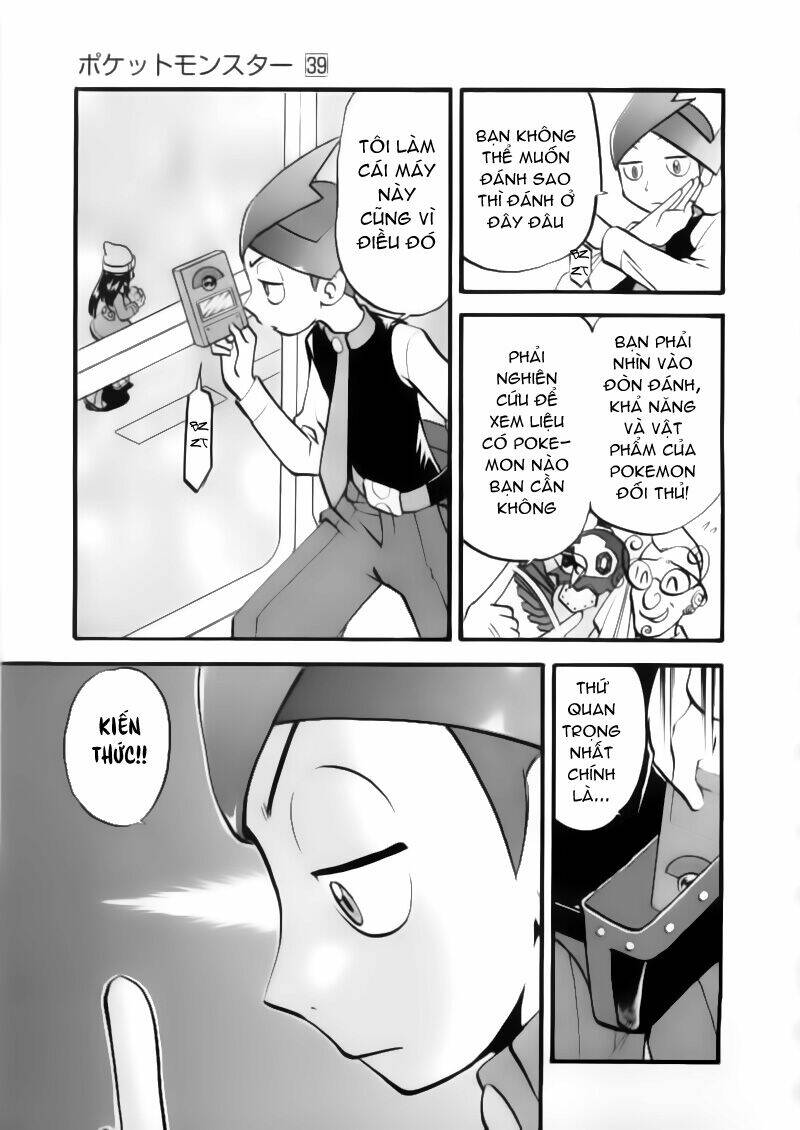 ポケットモンスター 39
BẠN KHÔNG
THỂ MUỐN
ĐÁNH SAO
THÌ ĐÁNH Ở
ĐÂY ĐÂU
BZ
ZT
TÔI LÀM
CÁI MÁY
NÀY
CŨNG VÌ
ĐIỀU ĐÓ
BZ
ZT
BẠN PHẢI
NHÌN VÀO
ĐÒN ĐÁNH,
KHẢ NĂNG
VÀ VẬT
PHẨM CỦA
POKEMON
ĐỐI THỦ!
PHẢI
NGHIÊN
CỨU ĐỂ
XEM LIỆU
CÓ POKE-
MON NÀO
BẠN CẦN
KHÔNG
THỨ
QUAN
TRỌNG
NHẤT
CHÍNH
LÀ...
KIẾN
THỨC!!